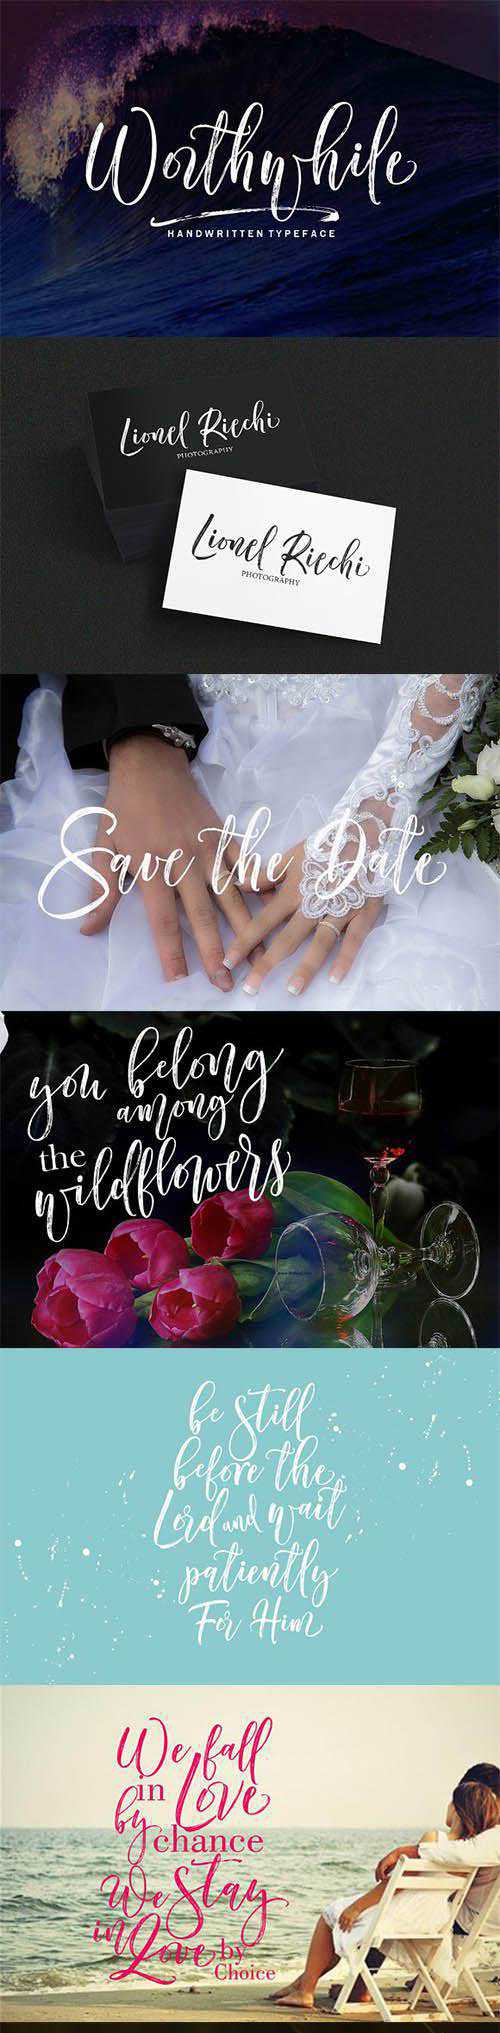 Worthwhile
HANDWRITTEN TYPEFACE
Lionel Riechi
PHOTOGRAPHY
Lionel Riechi
PHOTOGRAPHY
Save the Date
you belong
among
the
wildflowers
be still
before the
Lord and wait
patiently
For Him
We fall
in Love
by
chance
We Stay
in Love by
Choice